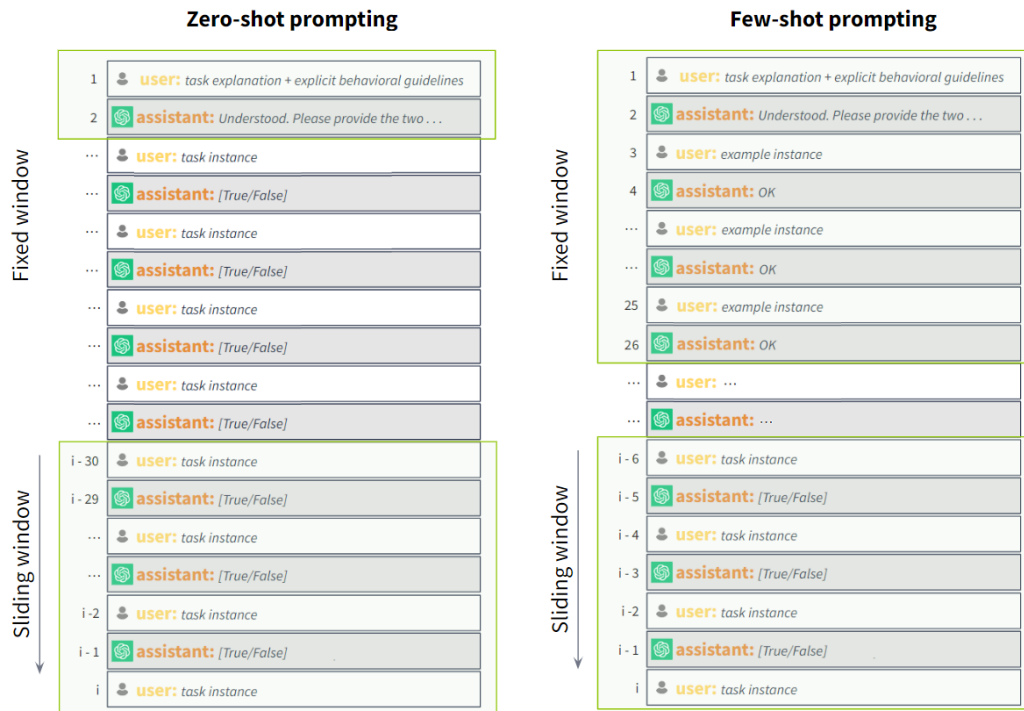 Zero-shot prompting
Fixed window
Sliding window
1 user: task explanation + explicit behavioral guidelines
2 assistant: Understood. Please provide the two . . .
... user: task instance
... assistant: [True/False]
... user: task instance
... assistant: [True/False]
... user: task instance
... assistant: [True/False]
... user: task instance
... assistant: [True/False]
i - 30 user: task instance
i - 29 assistant: [True/False]
... user: task instance
... assistant: [True/False]
i -2 user: task instance
i - 1 assistant: [True/False]
i user: task instance
Few-shot prompting
Fixed window
Sliding window
1 user: task explanation + explicit behavioral guidelines
2 assistant: Understood. Please provide the two . . .
3 user: example instance
4 assistant: OK
... user: example instance
... assistant: OK
25 user: example instance
26 assistant: OK
... user: ...
... assistant: ...
i - 6 user: task instance
i - 5 assistant: [True/False]
i - 4 user: task instance
i - 3 assistant: [True/False]
i -2 user: task instance
i - 1 assistant: [True/False]
i user: task instance